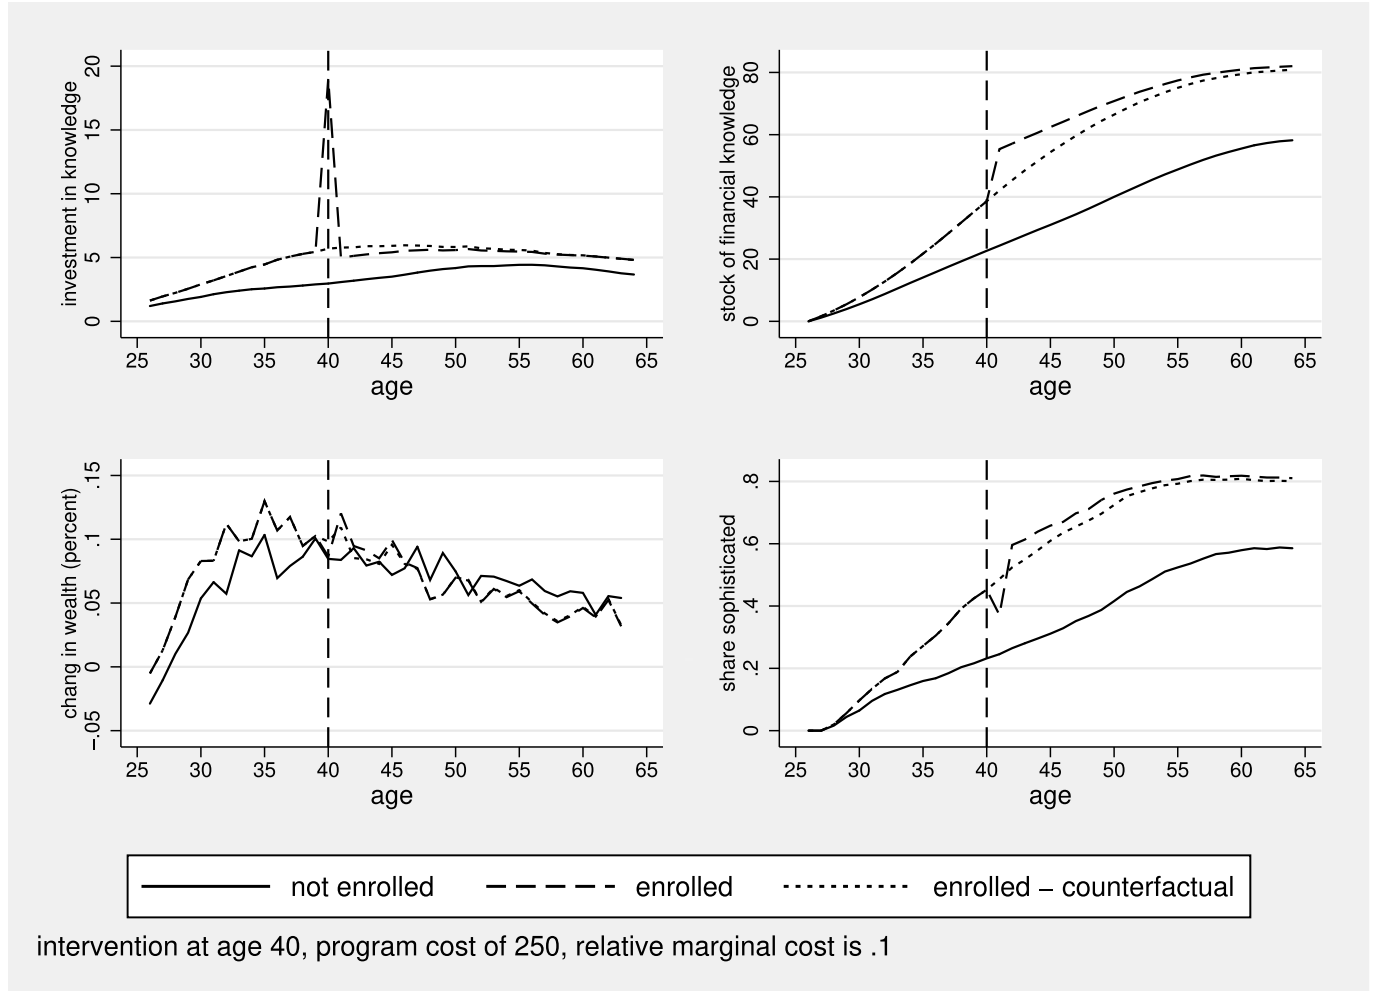 investment in knowledge
20
15
10
5
0
25 30 35 40 45 50 55 60 65
age
stock of financial knowledge
80
60
40
20
0
25 30 35 40 45 50 55 60 65
age
chang in wealth (percent)
.15
.1
.05
0
−.05
25 30 35 40 45 50 55 60 65
age
share sophisticated
.8
.6
.4
.2
0
25 30 35 40 45 50 55 60 65
age
not enrolled enrolled enrolled − counterfactual
intervention at age 40, program cost of 250, relative marginal cost is .1